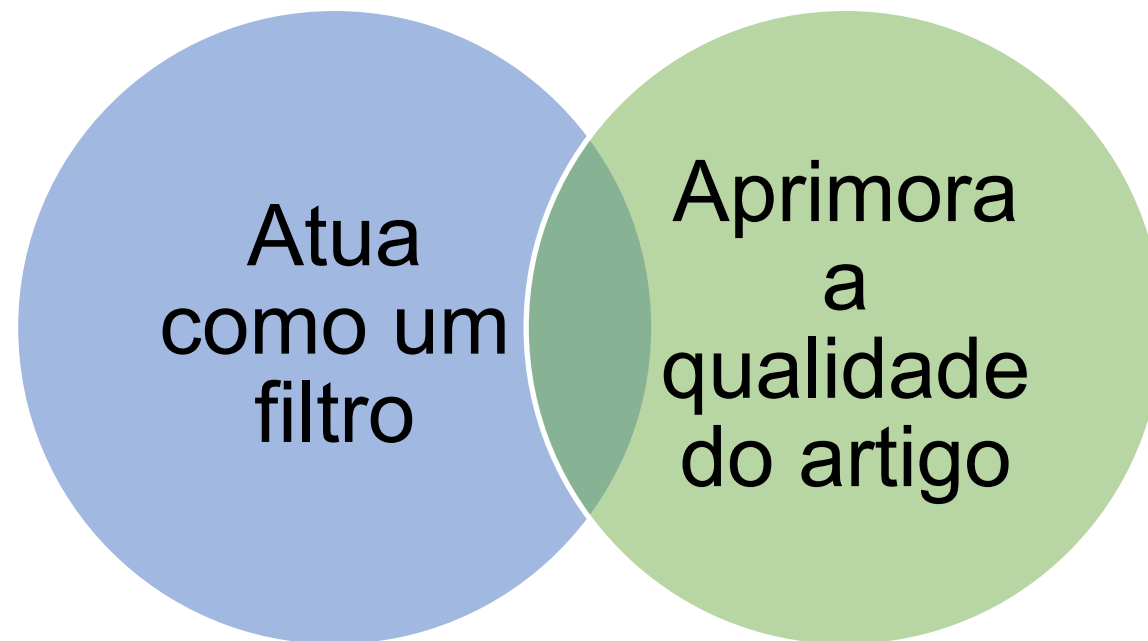 Atua
como um
filtro
Aprimora
a
qualidade
do artigo